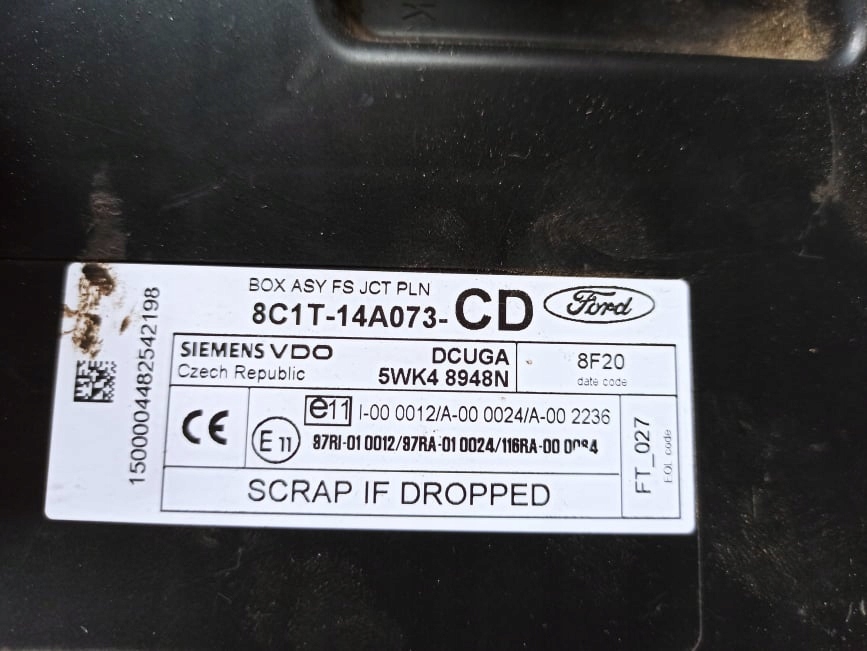 BOX ASY FS JCT PLN
8C1T-14A073-CD
Ford
SIEMENS VDO
Czech Republic
DCUGA
5WK4 8948N
8F20
date code
CE
e11 I-00 0012/A-00 0024/A-00 2236
E11 97RI-01 0012/97RA-01 0024/116RA-00
SCRAP IF DROPPED
FT_027
EOL code
1500004482542198